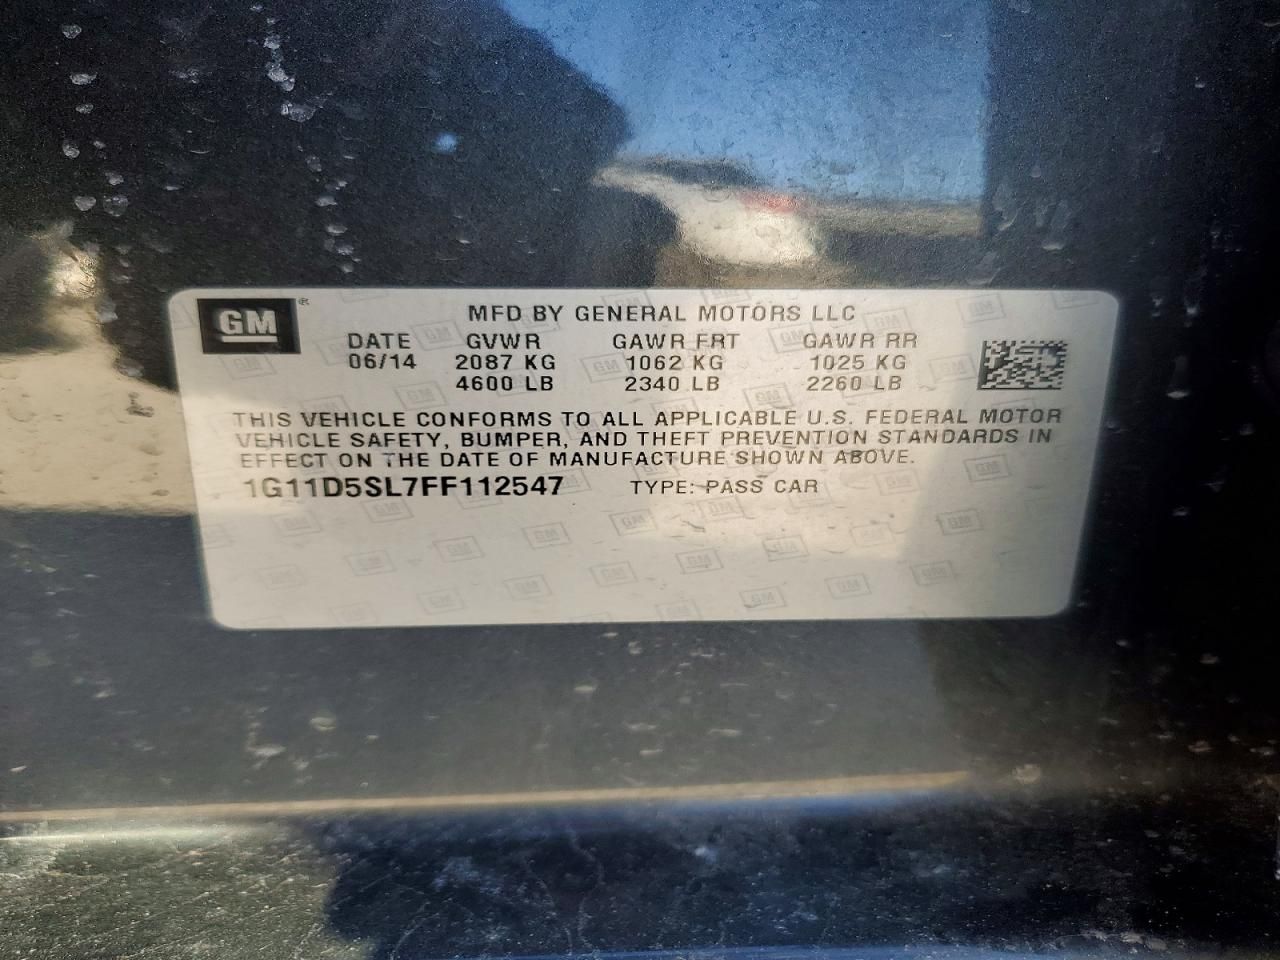 GM®
MFD BY GENERAL MOTORS LLC
DATE GVWR GAWR FRT GAWR RR
06/14 2087 KG 1062 KG 1025 KG
4600 LB 2340 LB 2260 LB
THIS VEHICLE CONFORMS TO ALL APPLICABLE U.S. FEDERAL MOTOR
VEHICLE SAFETY, BUMPER, AND THEFT PREVENTION STANDARDS IN
EFFECT ON THE DATE OF MANUFACTURE SHOWN ABOVE.
1G11D5SL7FF112547 TYPE: PASS CAR